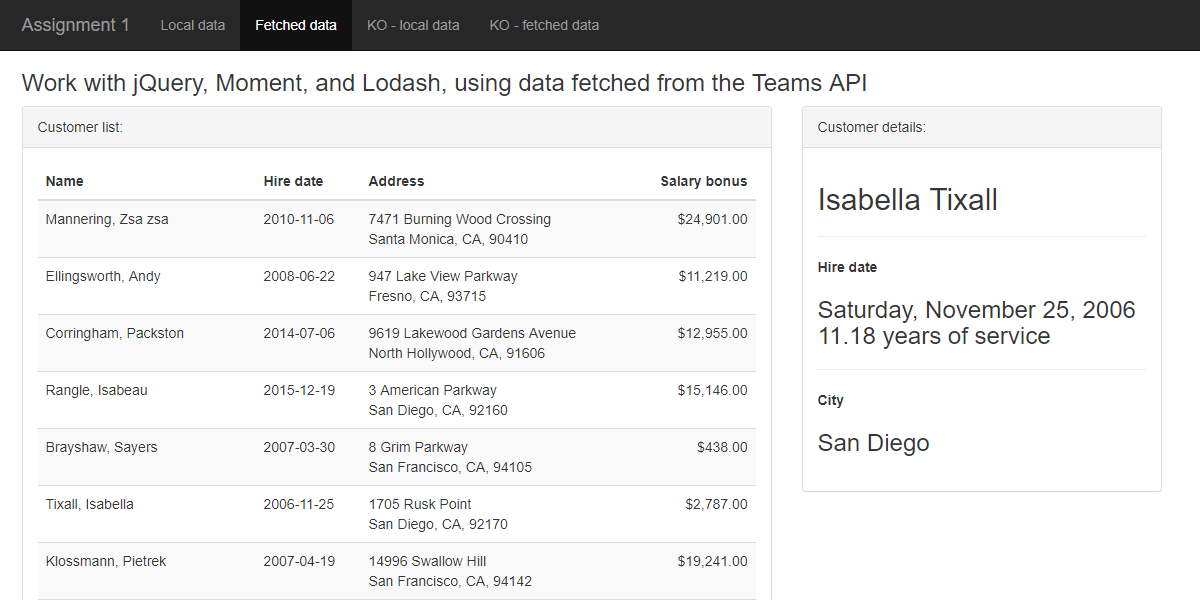 Assignment 1 Local data Fetched data KO - local data KO - fetched data
Work with jQuery, Moment, and Lodash, using data fetched from the Teams API
Customer list:
Name Hire date Address Salary bonus
Mannering, Zsa zsa 2010-11-06 7471 Burning Wood Crossing $24,901.00
Santa Monica, CA, 90410
Ellingsworth, Andy 2008-06-22 947 Lake View Parkway $11,219.00
Fresno, CA, 93715
Corringham, Packston 2014-07-06 9619 Lakewood Gardens Avenue $12,955.00
North Hollywood, CA, 91606
Rangle, Isabeau 2015-12-19 3 American Parkway $15,146.00
San Diego, CA, 92160
Brayshaw, Sayers 2007-03-30 8 Grim Parkway $438.00
San Francisco, CA, 94105
Tixall, Isabella 2006-11-25 1705 Rusk Point $2,787.00
San Diego, CA, 92170
Klossmann, Pietrek 2007-04-19 14996 Swallow Hill $19,241.00
San Francisco, CA, 94142
Customer details:
Isabella Tixall
Hire date
Saturday, November 25, 2006
11.18 years of service
City
San Diego